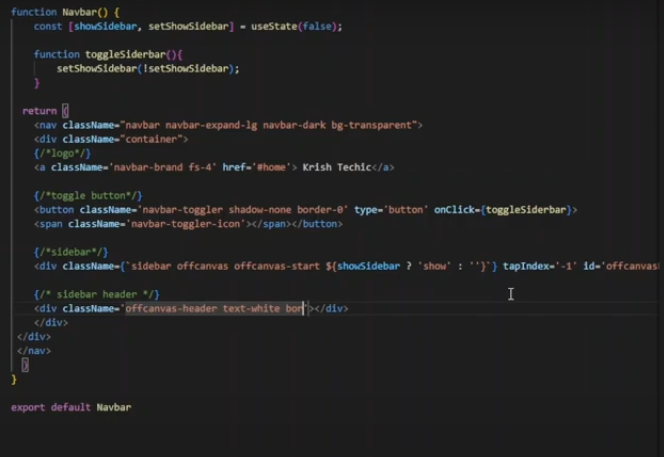 function Navbar() {
const [showSidebar, setShowSidebar] = useState(false);
function toggleSiderbar(){
setShowSidebar(!setShowSidebar);
}
return (
<nav className="navbar navbar-expand-lg navbar-dark bg-transparent">
<div className="container">
{/*logo*/}
<a className='navbar-brand fs-4' href='#home'> Krish Techic</a>
{/*toggle button*/}
<button className='navbar-toggler shadow-none border-0' type='button' onClick={toggleSiderbar}>
<span className='navbar-toggler-icon'></span></button>
{/*sidebar*/}
<div className={`sidebar offcanvas offcanvas-start ${showSidebar ? 'show' : ''}`} tapIndex='-1' id='offcanvas
{/* sidebar header */}
<div className='offcanvas-header text-white bor'></div>
</div>
</div>
</nav>
)
}
export default Navbar